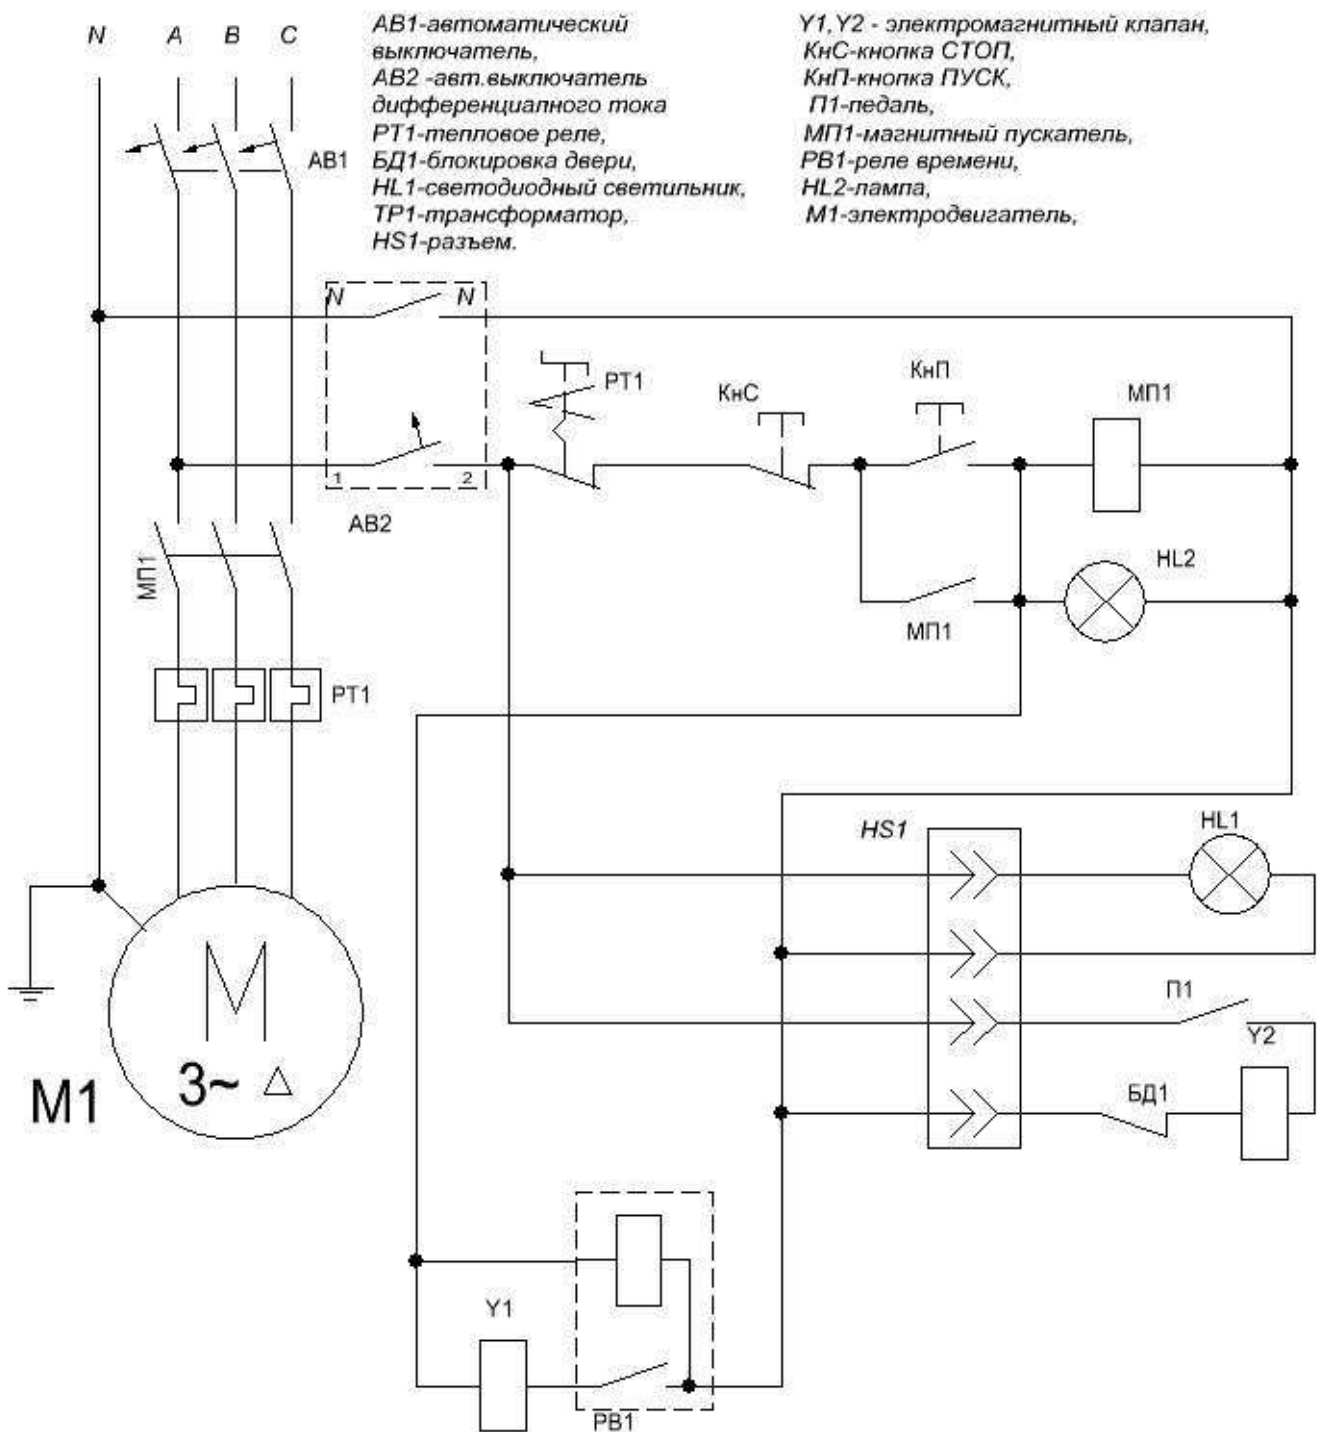 N A B C
АВ1-автоматический
выключатель,
АВ2 -авт.выключатель
дифференциалного тока
РТ1-тепловое реле,
БД1-блокировка двери,
HL1-светодиодный светильник,
ТР1-трансформатор,
HS1-разъем.
Y1,Y2 - электромагнитный клапан,
КнС-кнопка СТОП,
КнП-кнопка ПУСК,
П1-педаль,
МП1-магнитный пускатель,
РВ1-реле времени,
HL2-лампа,
М1-электродвигатель,
АВ1
N N
РТ1
КнС
КнП
МП1
1 2
АВ2
МП1
HL2
МП1
РТ1
HS1
HL1
П1
Y2
БД1
М
3~ △
М1
Y1
РВ1